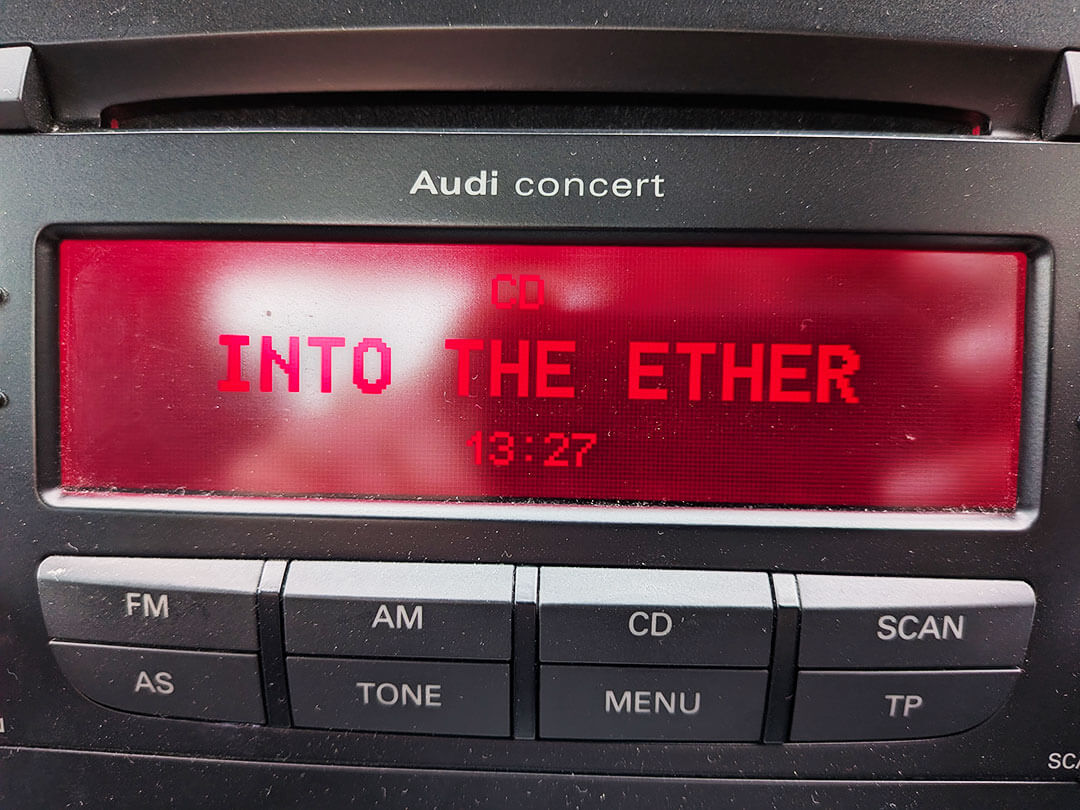 Audi concert
CD
INTO THE ETHER
13:27
FM
AM
CD
SCAN
AS
TONE
MENU
TP